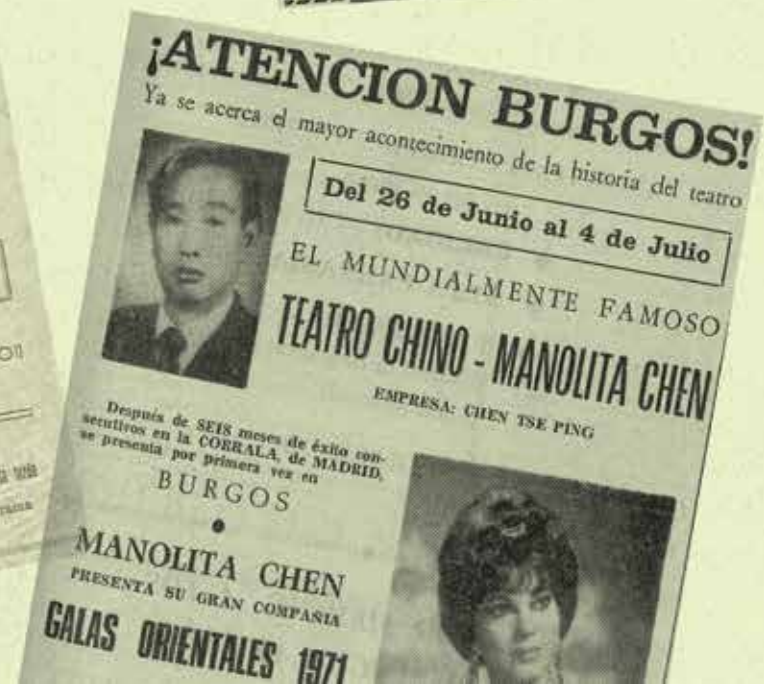 ¡ATENCION BURGOS!
Ya se acerca el mayor acontecimiento de la historia del teatro
Del 26 de Junio al 4 de Julio
EL MUNDIALMENTE FAMOSO
TEATRO CHINO - MANOLITA CHEN
EMPRESA: CHEN TSE PING
Después de SEIS meses de éxito con-
secutivos en la CORRALA, de MADRID,
se presenta por primera vez en
BURGOS
•
MANOLITA CHEN
PRESENTA SU GRAN COMPAÑIA
GALAS ORIENTALES 1971